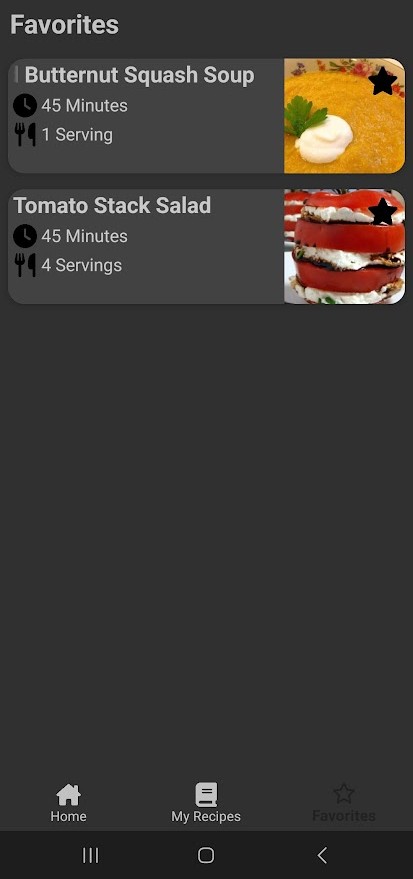 Favorites
Butternut Squash Soup
45 Minutes
1 Serving
Tomato Stack Salad
45 Minutes
4 Servings
Home
My Recipes
Favorites